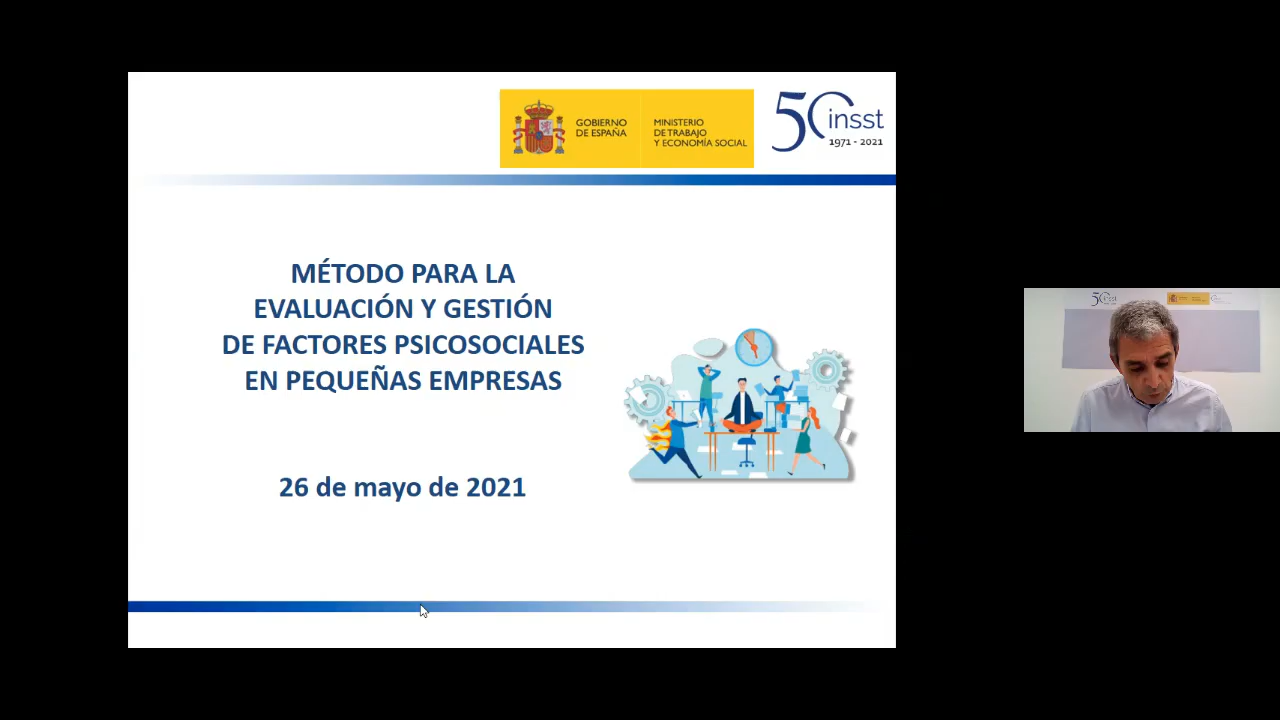 GOBIERNO
DE ESPAÑA
MINISTERIO
DE TRABAJO
Y ECONOMÍA SOCIAL
50 insst
1971 - 2021
MÉTODO PARA LA
EVALUACIÓN Y GESTIÓN
DE FACTORES PSICOSOCIALES
EN PEQUEÑAS EMPRESAS
26 de mayo de 2021